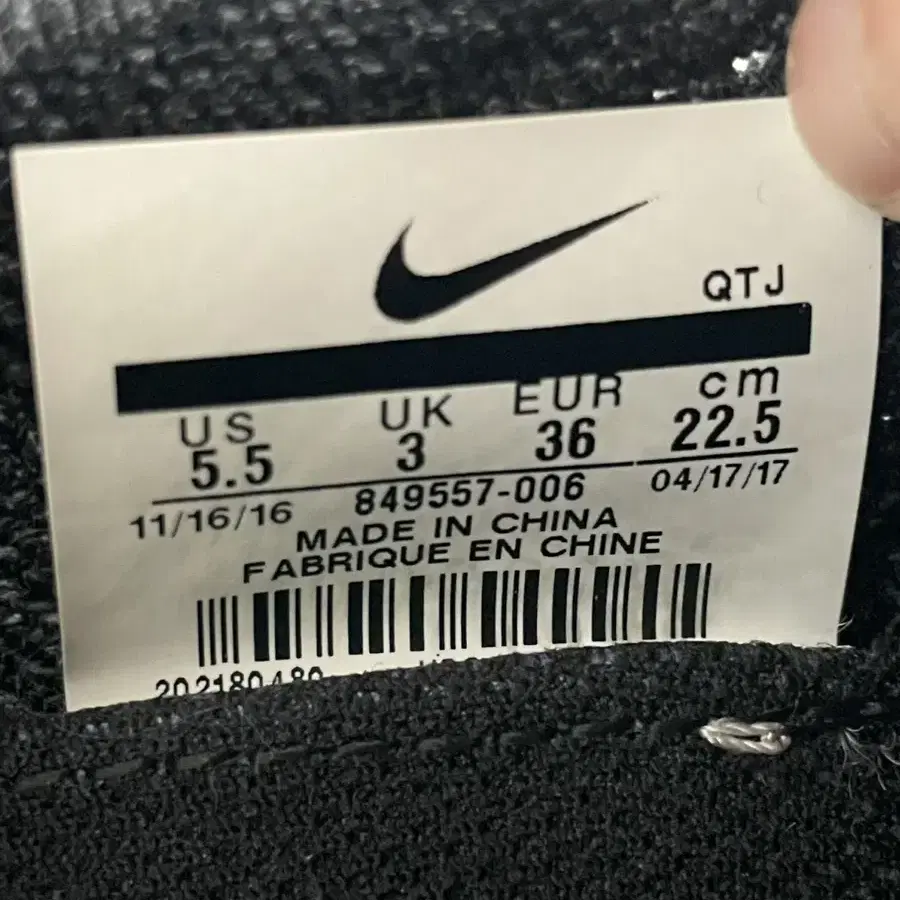 QTJ
US UK EUR cm
5.5 3 36 22.5
11/16/16 849557-006 04/17/17
MADE IN CHINA
FABRIQUE EN CHINE
202180480